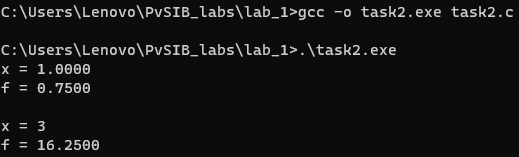 C:\Users\Lenovo\PvSIB_labs\lab_1>gcc -o task2.exe task2.c
C:\Users\Lenovo\PvSIB_labs\lab_1>.\task2.exe
x = 1.0000
f = 0.7500
x = 3
f = 16.2500